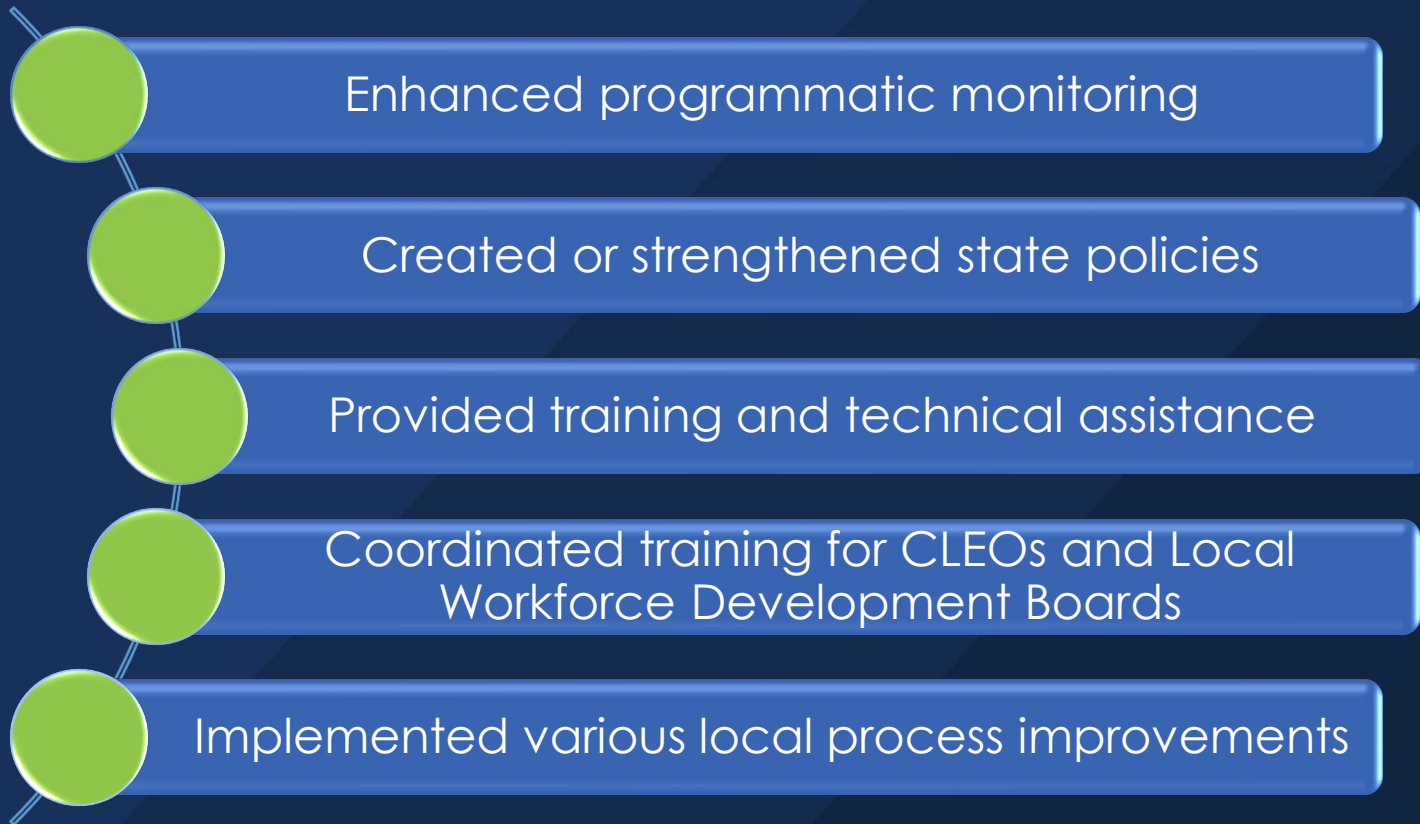 Enhanced programmatic monitoring
Created or strengthened state policies
Provided training and technical assistance
Coordinated training for CLEOs and Local
Workforce Development Boards
Implemented various local process improvements